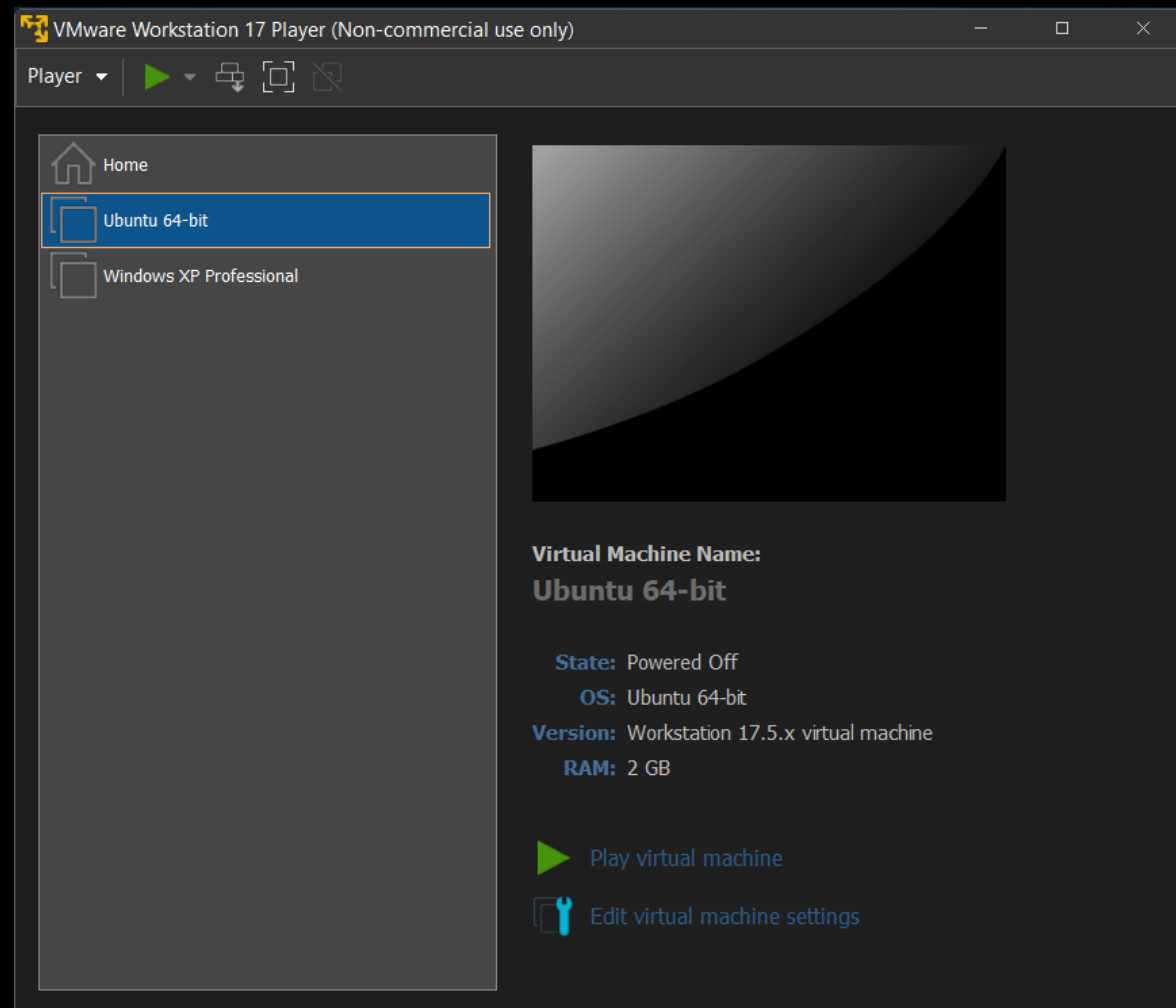 VMware Workstation 17 Player (Non-commercial use only)
Player
Home
Ubuntu 64-bit
Windows XP Professional
Virtual Machine Name:
Ubuntu 64-bit
State: Powered Off
OS: Ubuntu 64-bit
Version: Workstation 17.5.x virtual machine
RAM: 2 GB
Play virtual machine
Edit virtual machine settings